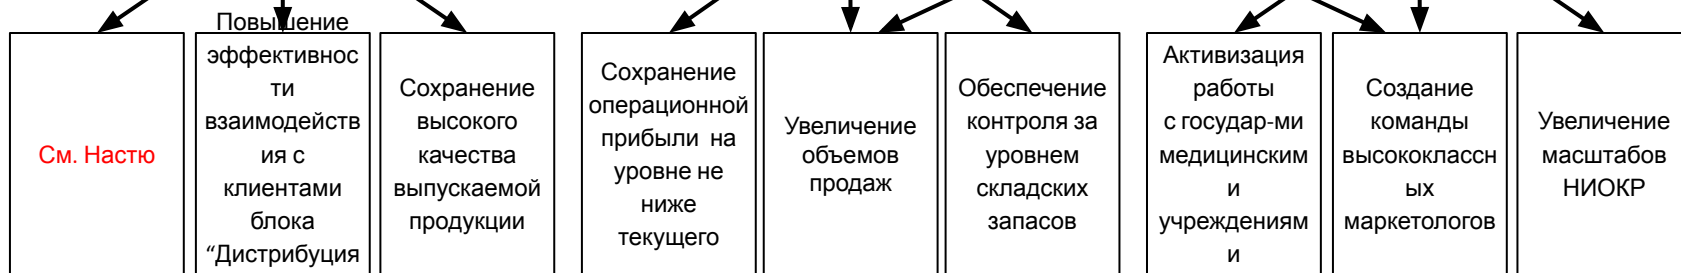 См. Настю
Повышение
эффективнос
ти
взаимодейств
ия с
клиентами
блока
“Дистрибуция
Сохранение
высокого
качества
выпускаемой
продукции
Сохранение
операционной
прибыли на
уровне не
ниже
текущего
Увеличение
объемов
продаж
Обеспечение
контроля за
уровнем
складских
запасов
Активизация
работы
с государ-ми
медицинским
и
учреждениям
и
Создание
команды
высококлассн
ых
маркетологов
Увеличение
масштабов
НИОКР